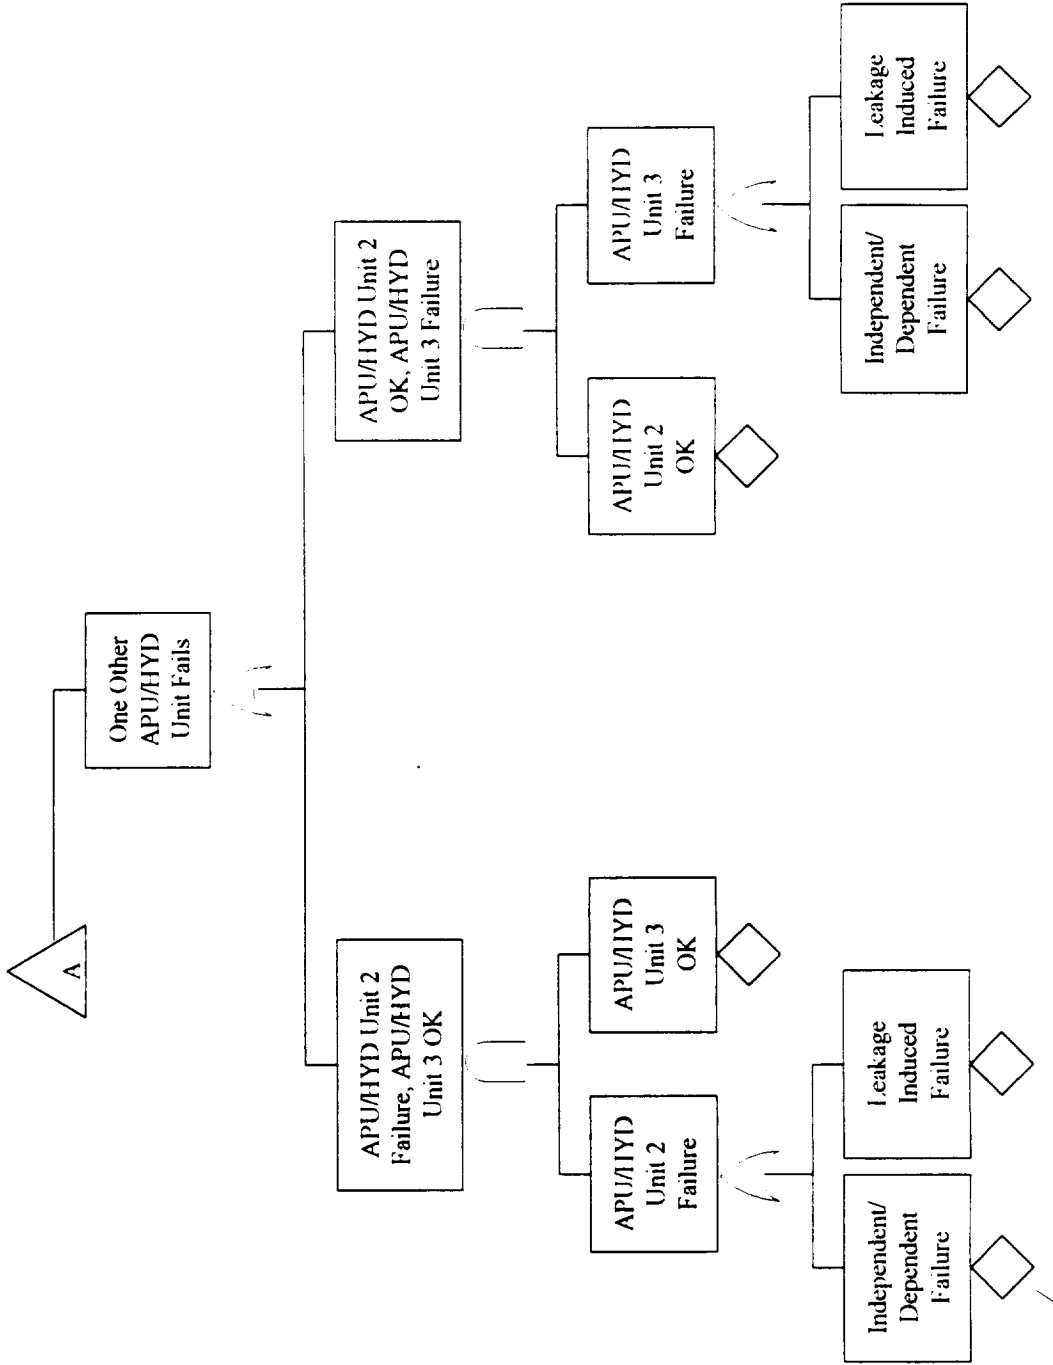 A
One Other
APU/HYD
Unit Fails
APU/HYD Unit 2
Failure, APU/HYD
Unit 3 OK
APU/HYD Unit 2
OK, APU/HYD
Unit 3 Failure
APU/HYD
Unit 2
Failure
APU/HYD
Unit 3
OK
APU/HYD
Unit 2
OK
APU/HYD
Unit 3
Failure
Independent/
Dependent
Failure
Leakage
Induced
Failure
Independent/
Dependent
Failure
Leakage
Induced
Failure